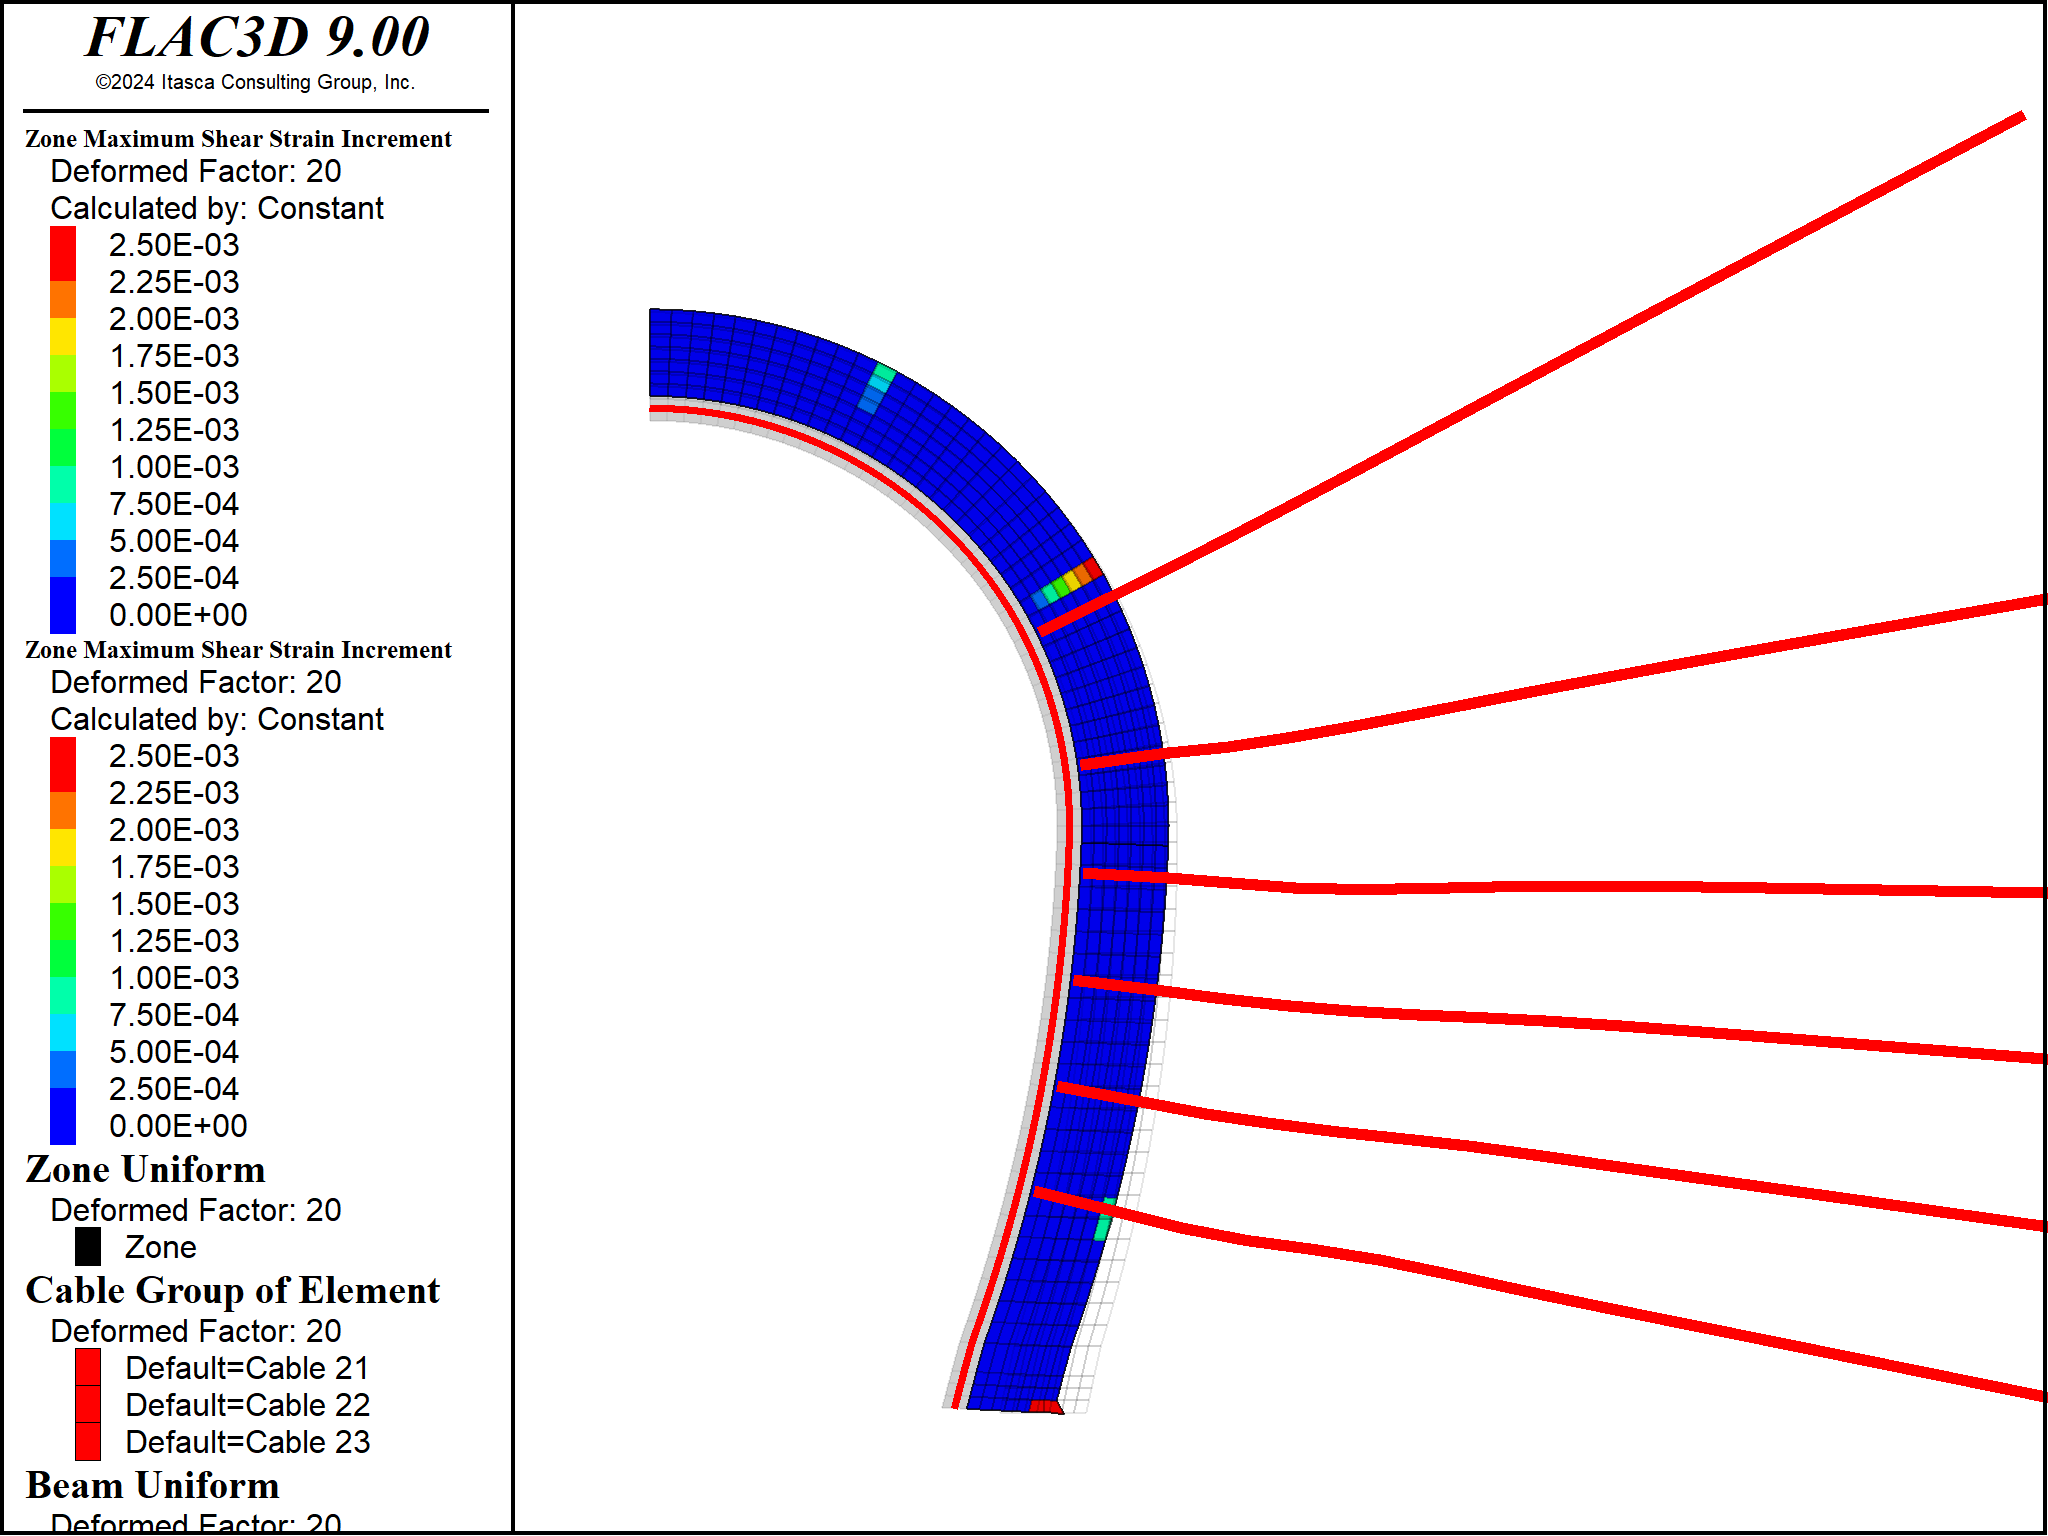 FLAC3D 9.00
©2024 Itasca Consulting Group, Inc.
Zone Maximum Shear Strain Increment
Deformed Factor: 20
Calculated by: Constant
2.50E-03
2.25E-03
2.00E-03
1.75E-03
1.50E-03
1.25E-03
1.00E-03
7.50E-04
5.00E-04
2.50E-04
0.00E+00
Zone Maximum Shear Strain Increment
Deformed Factor: 20
Calculated by: Constant
2.50E-03
2.25E-03
2.00E-03
1.75E-03
1.50E-03
1.25E-03
1.00E-03
7.50E-04
5.00E-04
2.50E-04
0.00E+00
Zone Uniform
Deformed Factor: 20
Zone
Cable Group of Element
Deformed Factor: 20
Default=Cable 21
Default=Cable 22
Default=Cable 23
Beam Uniform
Deformed Factor: 20